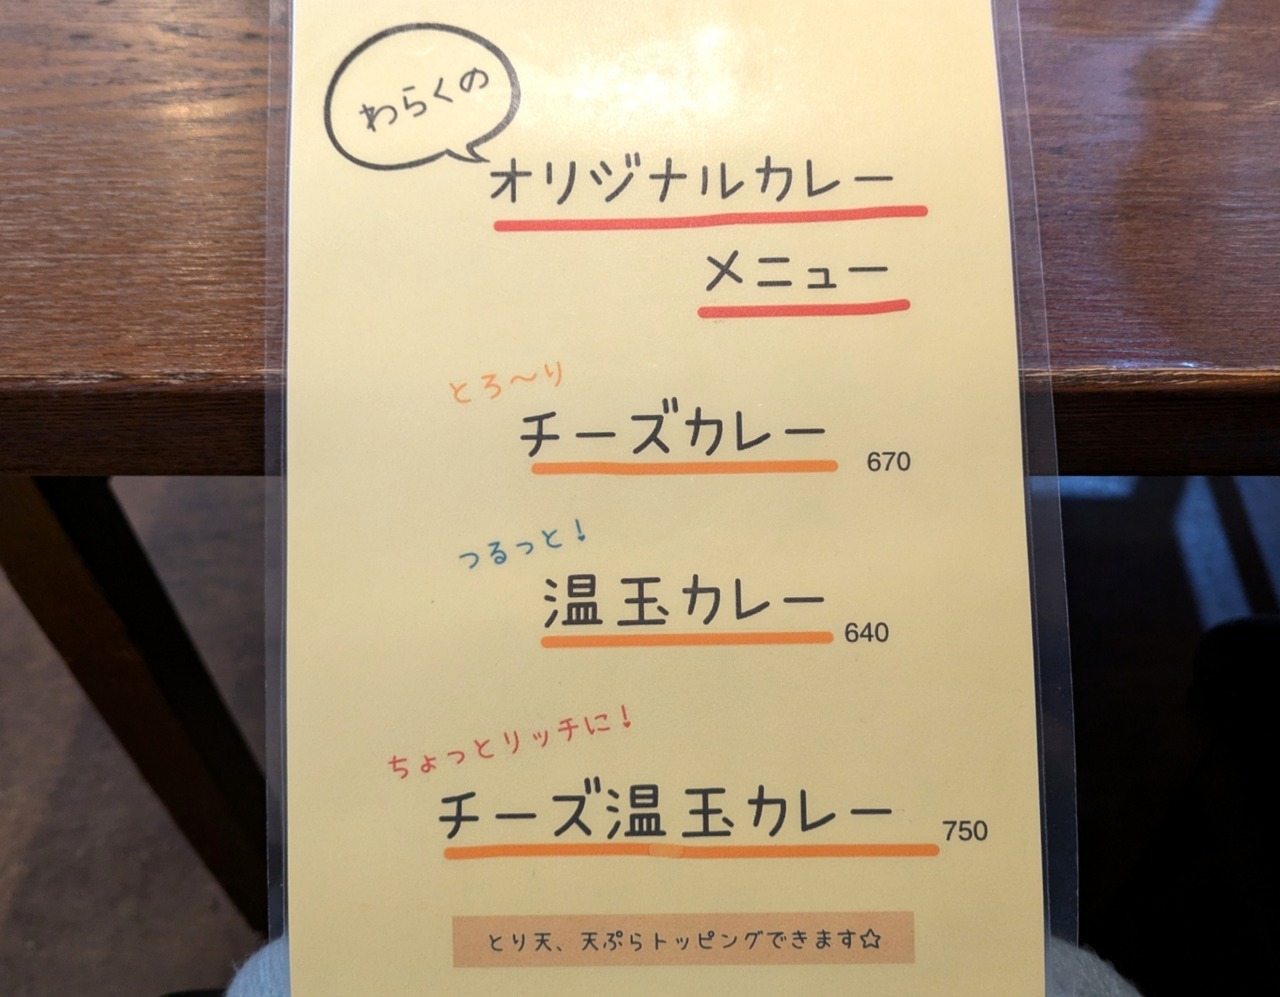 わらくの
オリジナルカレー
メニュー
とろ〜り
チーズカレー 670
つるっと!
温玉カレー 640
ちょっとリッチに!
チーズ温玉カレー 750
とり天、天ぷらトッピングできます☆